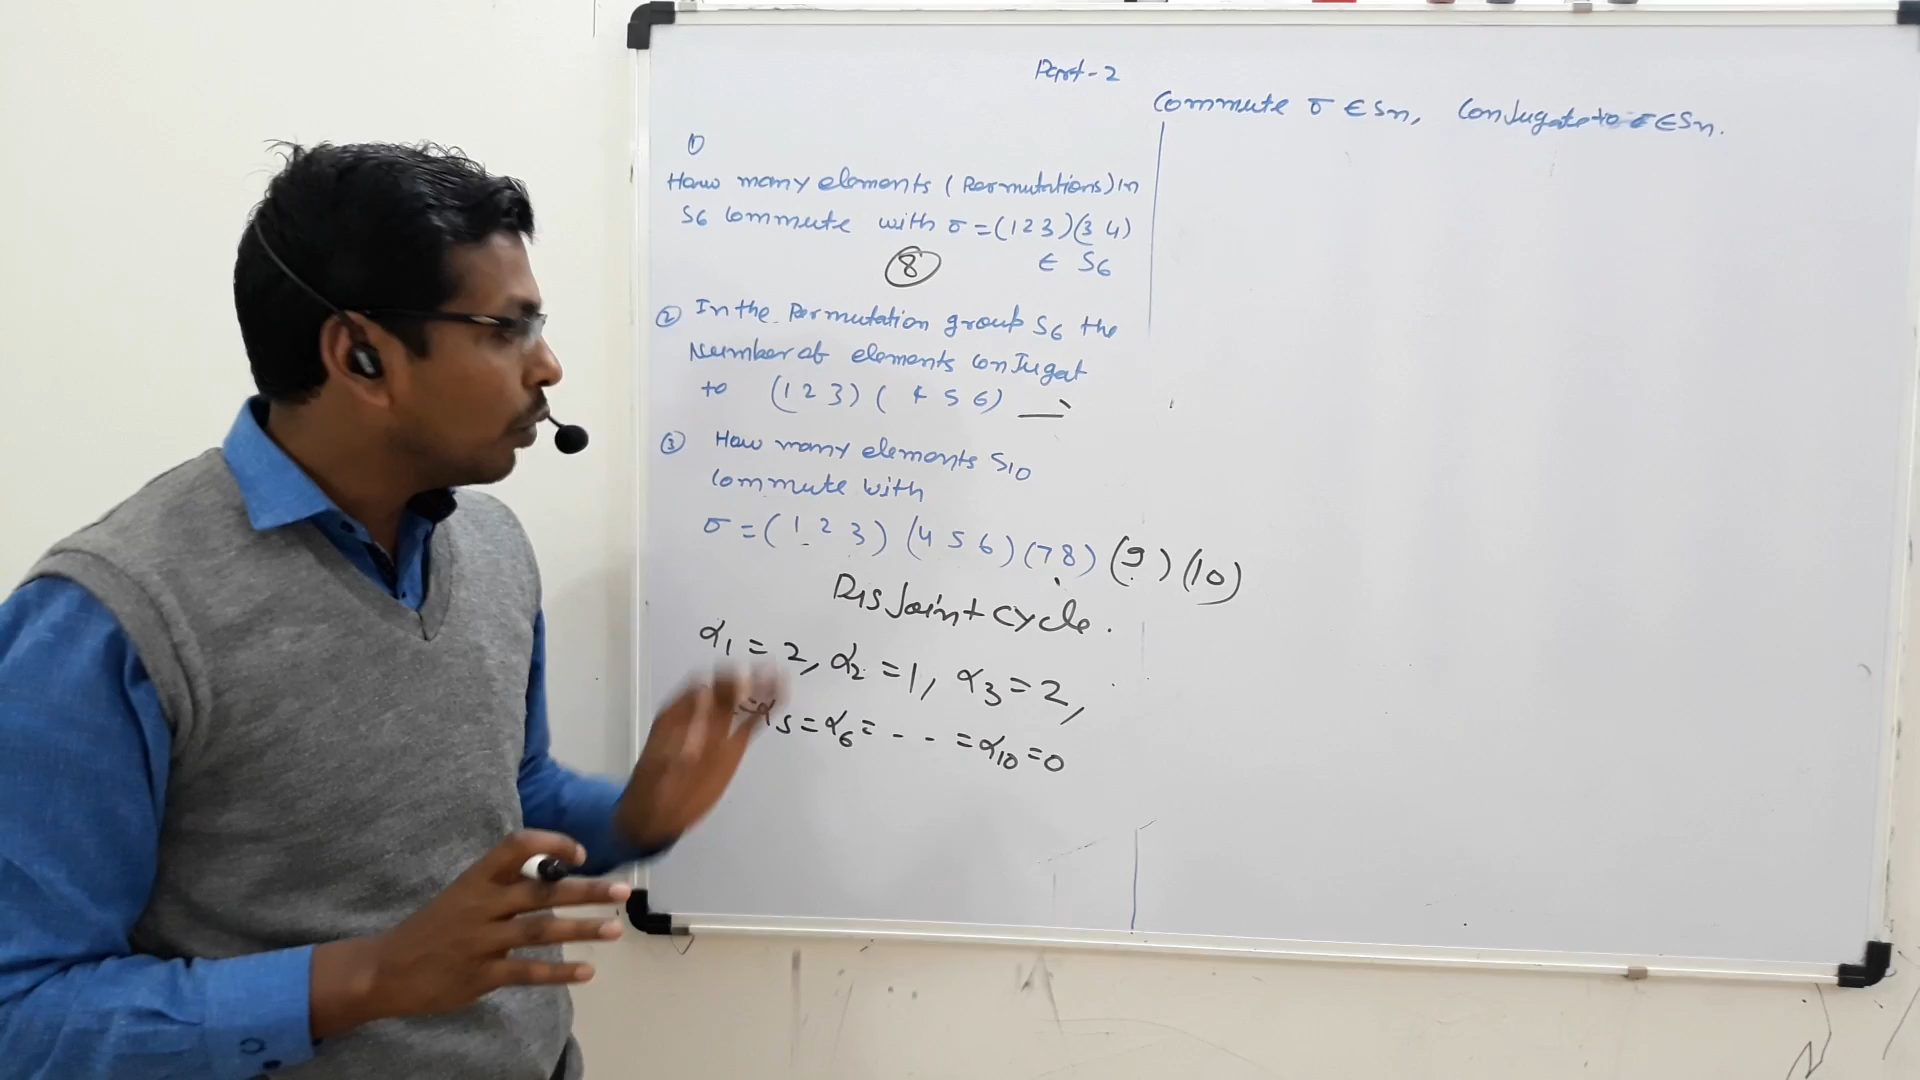 Part-2
Commute σ ∈ Sn, Conjugate to σ ∈ Sn.
①
How many elements (Permutations) in
S6 commute with σ = (1 2 3)(3 4)
∈ S6
⑧
② In the Permutation group S6 the
Number of elements conJugat
to (1 2 3) ( 4 5 6) __
③ How many elements S10
commute with
σ = (1 2 3) (4 5 6) (7 8) (9) (10)
DisJoint cycle.
α1 = 2, α2 = 1, α3 = 2,
= α5 = α6 = - - = α10 = 0